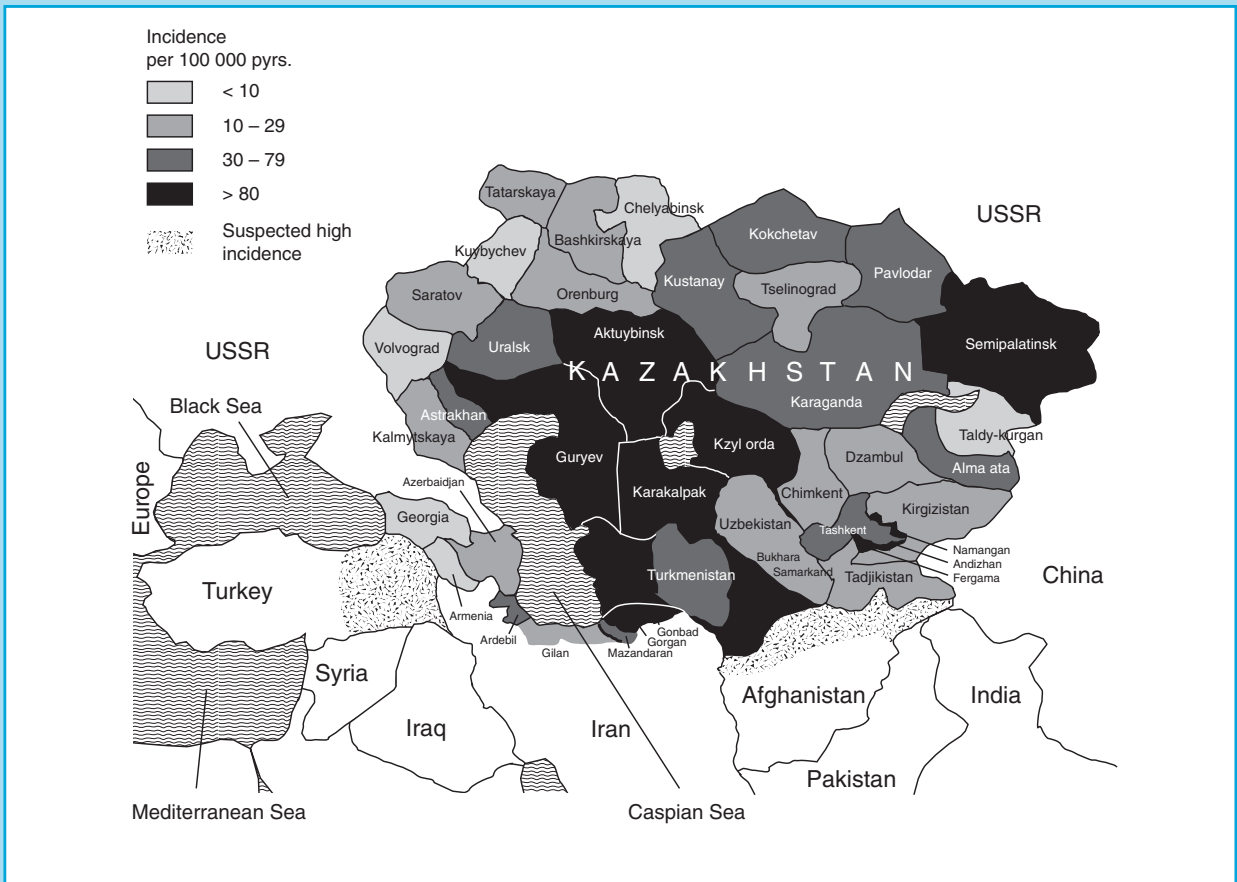 Incidence
per 100 000 pyrs.
< 10
10 – 29
30 – 79
> 80
Suspected high
incidence
Tatarskaya
Chelyabinsk
USSR
Kokchetav
Bashkirskaya
Kuybychev
Pavlodar
Kustanay
Tselinograd
Saratov
Orenburg
Aktuybinsk
Semipalatinsk
Uralsk
Volvograd
USSR
KAZAKHSTAN
Karaganda
Black Sea
Astrakhan
Kalmytskaya
Taldy-kurgan
Kzyl orda
Guryev
Dzambul
Alma ata
Azerbaidjan
Europe
Karakalpak
Chimkent
Georgia
Kirgizistan
Uzbekistan
Tashkent
Namangan
Andizhan
Fergama
Bukhara
Samarkand
Tadjikistan
China
Turkmenistan
Turkey
Armenia
Ardebil
Gilan
Mazandaran
Gonbad
Gorgan
Syria
Afghanistan
India
Iraq
Iran
Pakistan
Mediterranean Sea
Caspian Sea